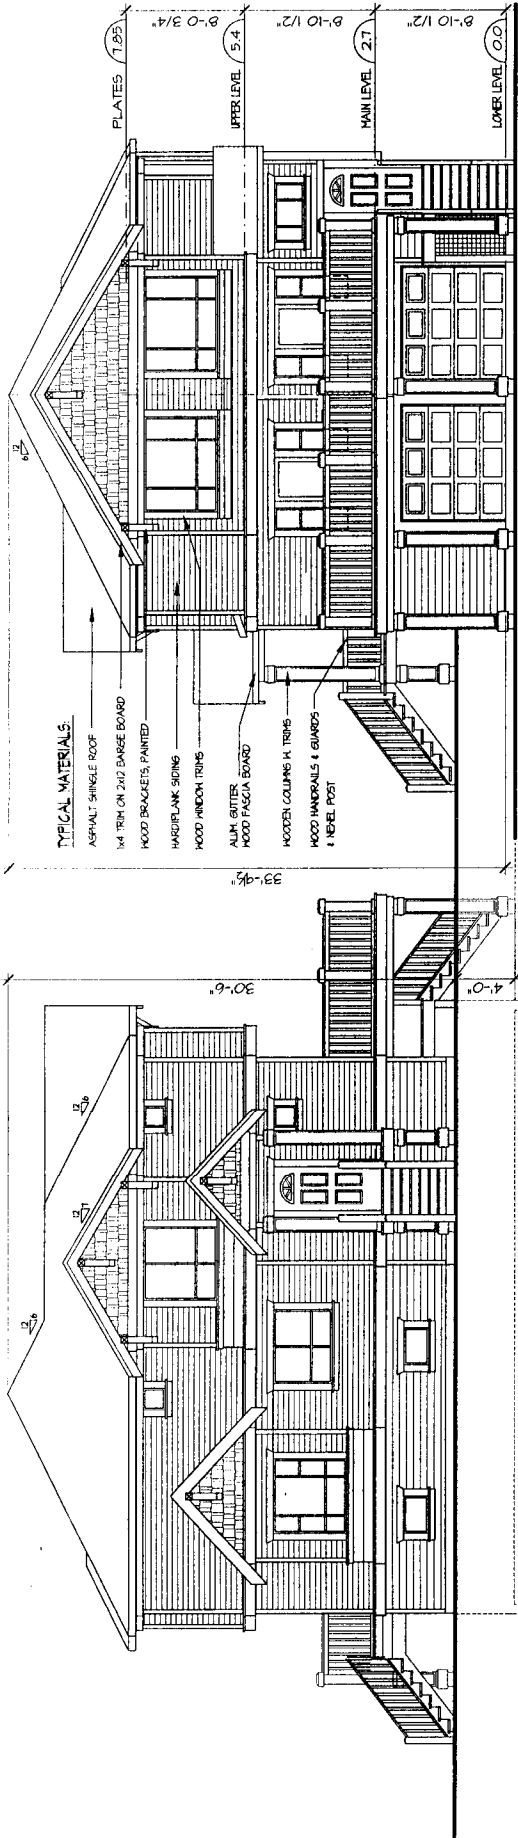 TYPICAL MATERIALS:
ASPHALT SHINGLE ROOF
1x4 TRIM ON 2x12 BARGE BOARD
WOOD BRACKETS, PAINTED
HARDIPLANK SIDING
WOOD WINDOW TRIMS
ALUM. GUTTER
WOOD FASCIA BOARD
WOODEN COLUMNS W. TRIMS
WOOD HANDRAILS & GUARDS
& NEWEL POST
12
6
PLATES 7.85
8'-0 3/4"
UPPER LEVEL 5.4
8'-10 1/2"
MAIN LEVEL 2.7
8'-10 1/2"
LOWER LEVEL 0.0
33'-9½"
30'-6"
4'-0"
12
6
12
7
12
6